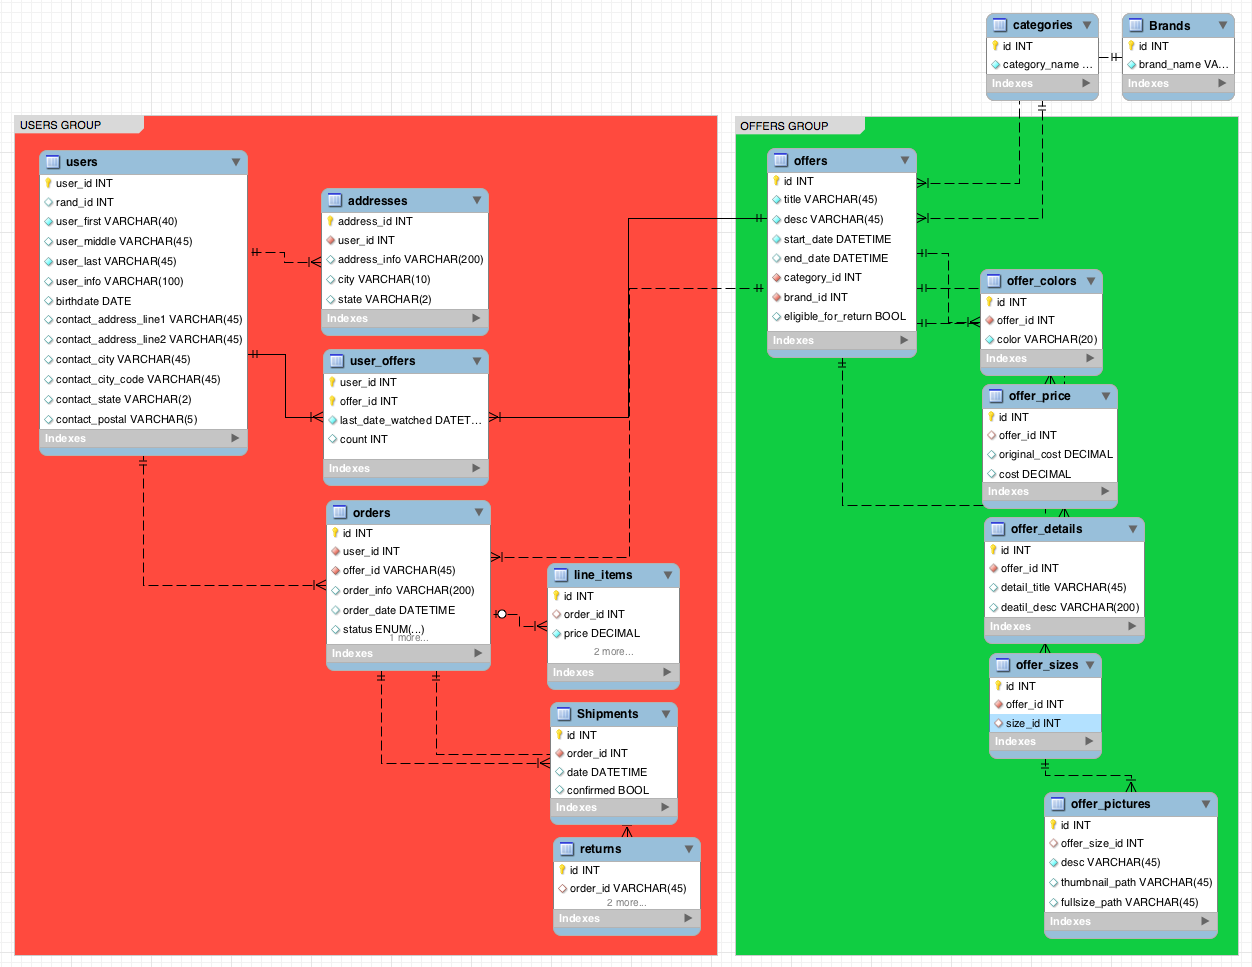 categories
id INT
category_name ...
Indexes
Brands
id INT
brand_name VA...
Indexes
USERS GROUP
users
user_id INT
rand_id INT
user_first VARCHAR(40)
user_middle VARCHAR(45)
user_last VARCHAR(45)
user_info VARCHAR(100)
birthdate DATE
contact_address_line1 VARCHAR(45)
contact_address_line2 VARCHAR(45)
contact_city VARCHAR(45)
contact_city_code VARCHAR(45)
contact_state VARCHAR(2)
contact_postal VARCHAR(5)
Indexes
addresses
address_id INT
user_id INT
address_info VARCHAR(200)
city VARCHAR(10)
state VARCHAR(2)
Indexes
user_offers
user_id INT
offer_id INT
last_date_watched DATET...
count INT
Indexes
orders
id INT
user_id INT
offer_id VARCHAR(45)
order_info VARCHAR(200)
order_date DATETIME
status ENUM(...)
1 more...
Indexes
line_items
id INT
order_id INT
price DECIMAL
2 more...
Indexes
Shipments
id INT
order_id INT
date DATETIME
confirmed BOOL
Indexes
returns
id INT
order_id VARCHAR(45)
2 more...
Indexes
OFFERS GROUP
offers
id INT
title VARCHAR(45)
desc VARCHAR(45)
start_date DATETIME
end_date DATETIME
category_id INT
brand_id INT
eligible_for_return BOOL
Indexes
offer_colors
id INT
offer_id INT
color VARCHAR(20)
Indexes
offer_price
id INT
offer_id INT
original_cost DECIMAL
cost DECIMAL
Indexes
offer_details
id INT
offer_id INT
detail_title VARCHAR(45)
deatil_desc VARCHAR(200)
Indexes
offer_sizes
id INT
offer_id INT
size_id INT
Indexes
offer_pictures
id INT
offer_size_id INT
desc VARCHAR(45)
thumbnail_path VARCHAR(45)
fullsize_path VARCHAR(45)
Indexes